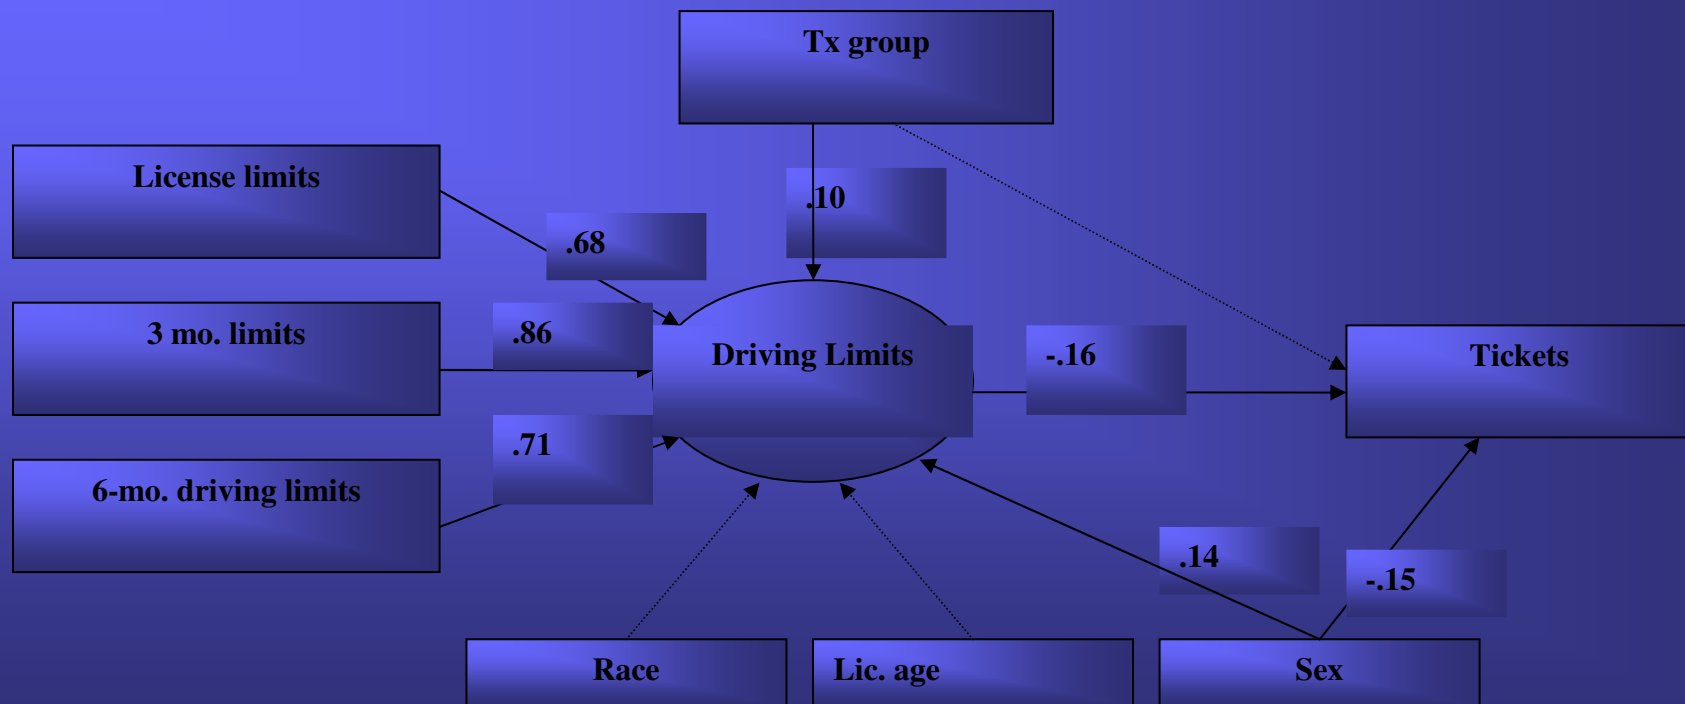 Tx group
License limits
.10
.68
3 mo. limits
.86
Driving Limits
-.16
Tickets
.71
6-mo. driving limits
.14
-.15
Race
Lic. age
Sex